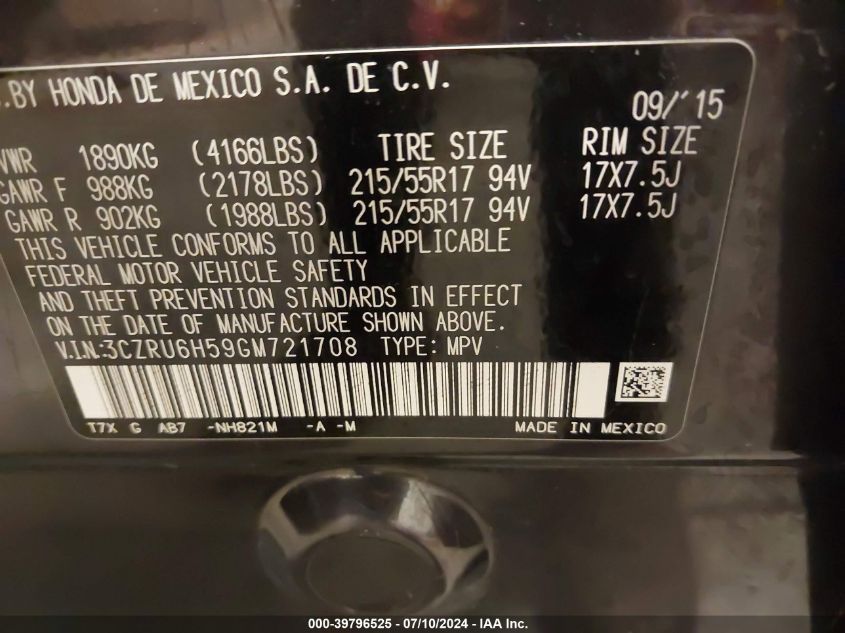 .BY HONDA DE MEXICO S.A. DE C.V.
09/'15
VWR 1890KG (4166LBS) TIRE SIZE RIM SIZE
GAWR F 988KG (2178LBS) 215/55R17 94V 17X7.5J
GAWR R 902KG (1988LBS) 215/55R17 94V 17X7.5J
THIS VEHICLE CONFORMS TO ALL APPLICABLE
FEDERAL MOTOR VEHICLE SAFETY
AND THEFT PREVENTION STANDARDS IN EFFECT
ON THE DATE OF MANUFACTURE SHOWN ABOVE.
V.I.N:3CZRU6H59GM721708 TYPE: MPV
T7X G AB7 -NH821M -A -M MADE IN MEXICO
000-39796525 - 07/10/2024 - IAA Inc.